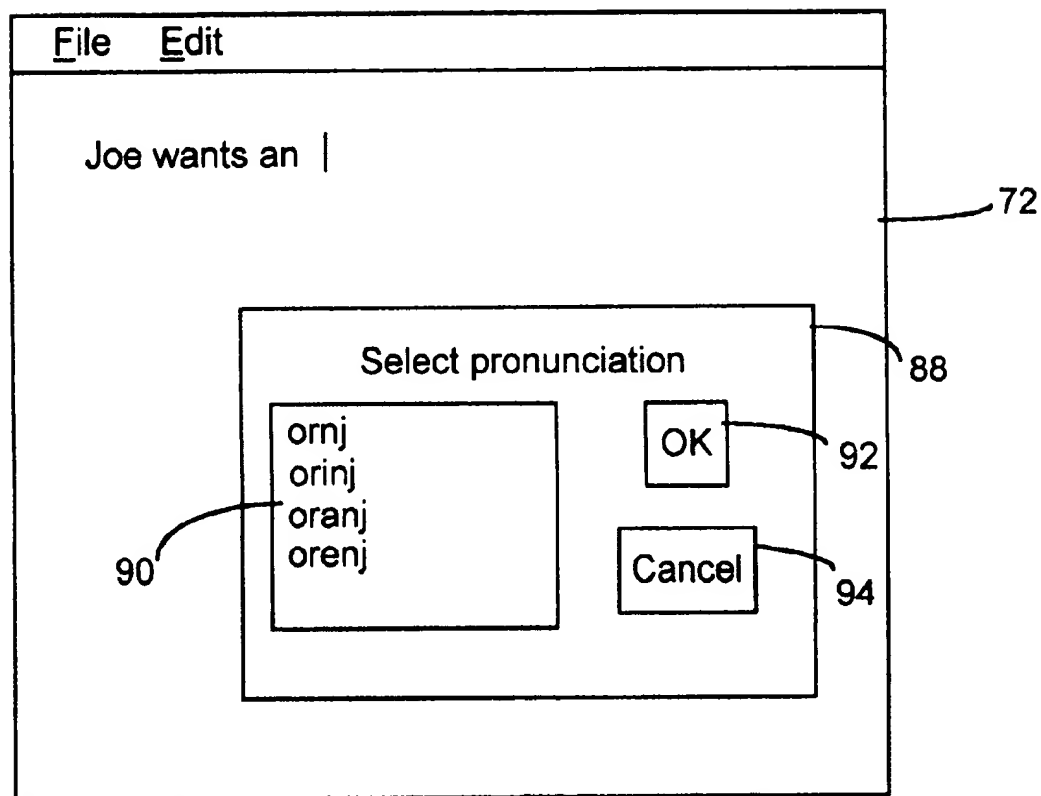 File Edit
Joe wants an |
72
Select pronunciation
88
ornj
orinj
oranj
orenj
OK
92
90
Cancel
94